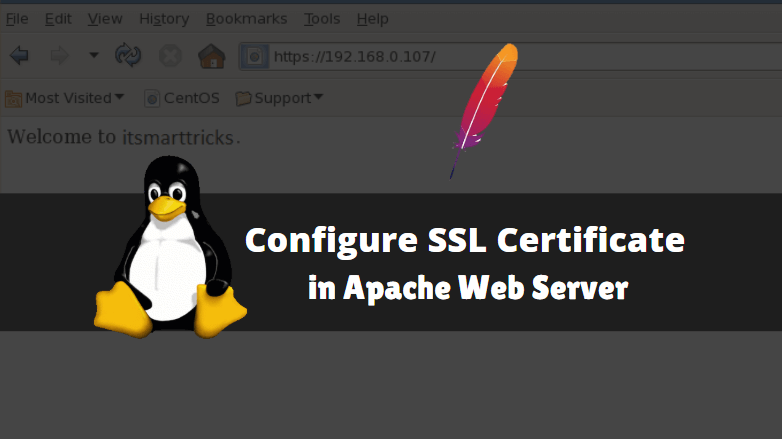 File Edit View History Bookmarks Tools Help
https://192.168.0.107/
Most Visited CentOS Support
Welcome to itsmarttricks.
Configure SSL Certificate
in Apache Web Server